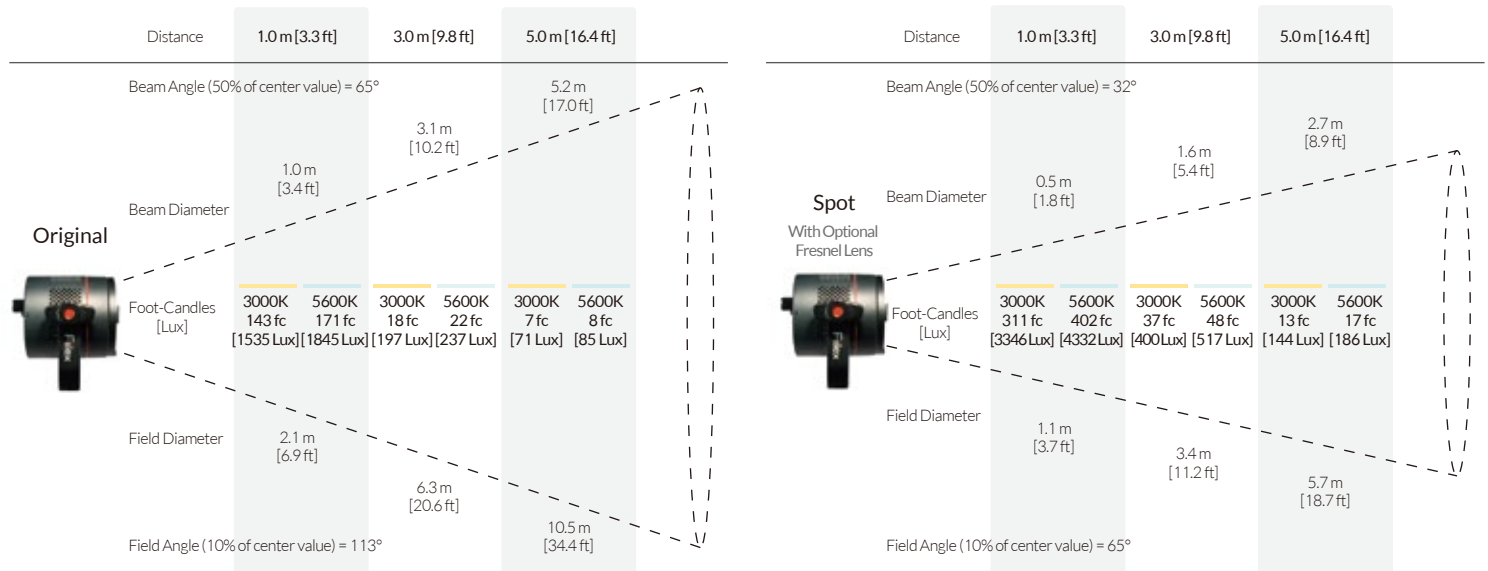 Distance 1.0 m [3.3 ft] 3.0 m [9.8 ft] 5.0 m [16.4 ft]
Beam Angle (50% of center value) = 65°
5.2 m
[17.0 ft]
3.1 m
[10.2 ft]
1.0 m
[3.4 ft]
Beam Diameter
Original
Foot-Candles
[Lux]
3000K 5600K 3000K 5600K 3000K 5600K
143 fc 171 fc 18 fc 22 fc 7 fc 8 fc
[1535 Lux] [1845 Lux] [197 Lux] [237 Lux] [71 Lux] [85 Lux]
Fiilex
Field Diameter
2.1 m
[6.9 ft]
6.3 m
[20.6 ft]
10.5 m
[34.4 ft]
Field Angle (10% of center value) = 113°
Distance 1.0 m [3.3 ft] 3.0 m [9.8 ft] 5.0 m [16.4 ft]
Beam Angle (50% of center value) = 32°
2.7 m
[8.9 ft]
1.6 m
[5.4 ft]
0.5 m
[1.8 ft]
Beam Diameter
Spot
With Optional
Fresnel Lens
Foot-Candles
[Lux]
3000K 5600K 3000K 5600K 3000K 5600K
311 fc 402 fc 37 fc 48 fc 13 fc 17 fc
[3346 Lux] [4332 Lux] [400 Lux] [517 Lux] [144 Lux] [186 Lux]
Fiilex
Field Diameter
1.1 m
[3.7 ft]
3.4 m
[11.2 ft]
5.7 m
[18.7 ft]
Field Angle (10% of center value) = 65°